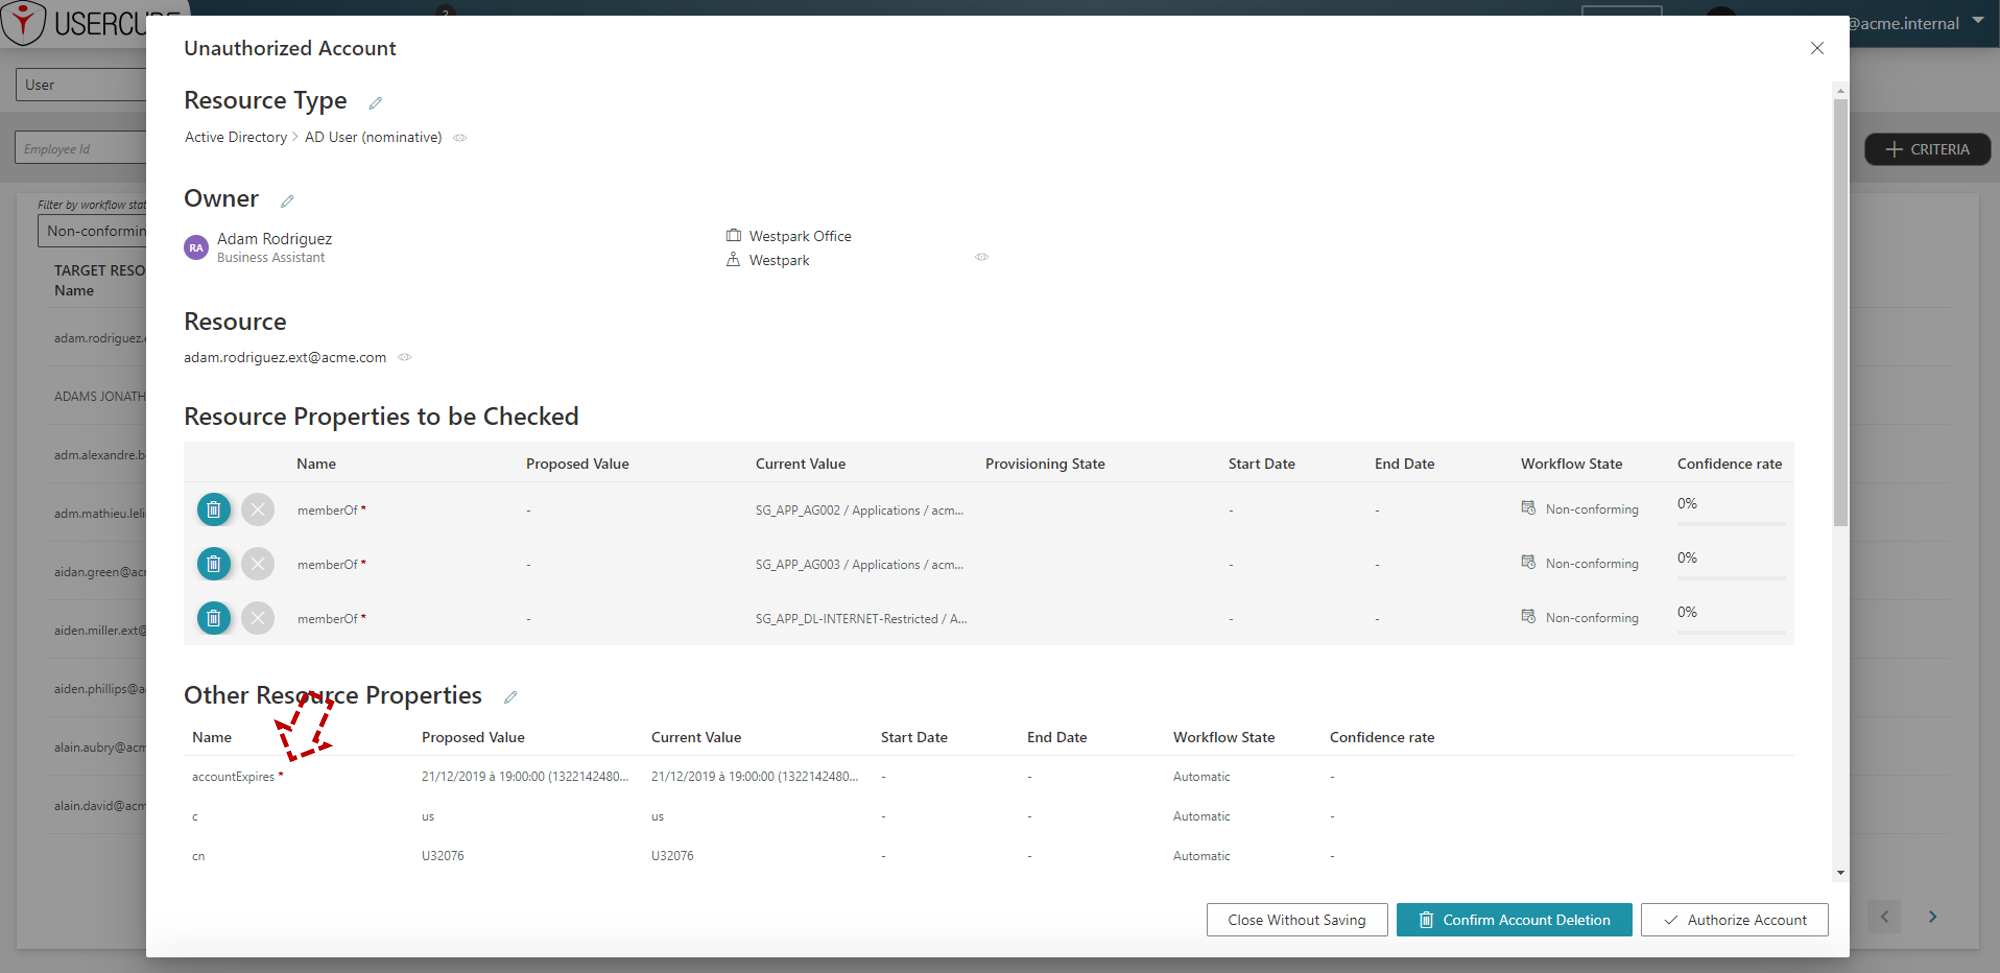 USERCU
?
@acme.internal
User
Employee Id
CRITERIA
Filter by workflow stat
Non-conformin
TARGET RESO
Name
adam.rodriguez.
ADAMS JONATH
adm.alexandre.b
adm.mathieu.leli
aidan.green@ac
aiden.miller.ext@
aiden.phillips@a
alain.aubry@acm
alain.david@acm
Unauthorized Account
Resource Type
Active Directory > AD User (nominative)
Owner
RA
Adam Rodriguez
Business Assistant
Westpark Office
Westpark
Resource
adam.rodriguez.ext@acme.com
Resource Properties to be Checked
Name Proposed Value Current Value Provisioning State Start Date End Date Workflow State Confidence rate
memberOf * - SG_APP_AG002 / Applications / acm... - - Non-conforming 0%
memberOf * - SG_APP_AG003 / Applications / acm... - - Non-conforming 0%
memberOf * - SG_APP_DL-INTERNET-Restricted / A... - - Non-conforming 0%
Other Resource Properties
Name Proposed Value Current Value Start Date End Date Workflow State Confidence rate
accountExpires * 21/12/2019 à 19:00:00 (1322142480... 21/12/2019 à 19:00:00 (1322142480... - - Automatic -
c us us - - Automatic -
cn U32076 U32076 - - Automatic -
Close Without Saving
Confirm Account Deletion
Authorize Account